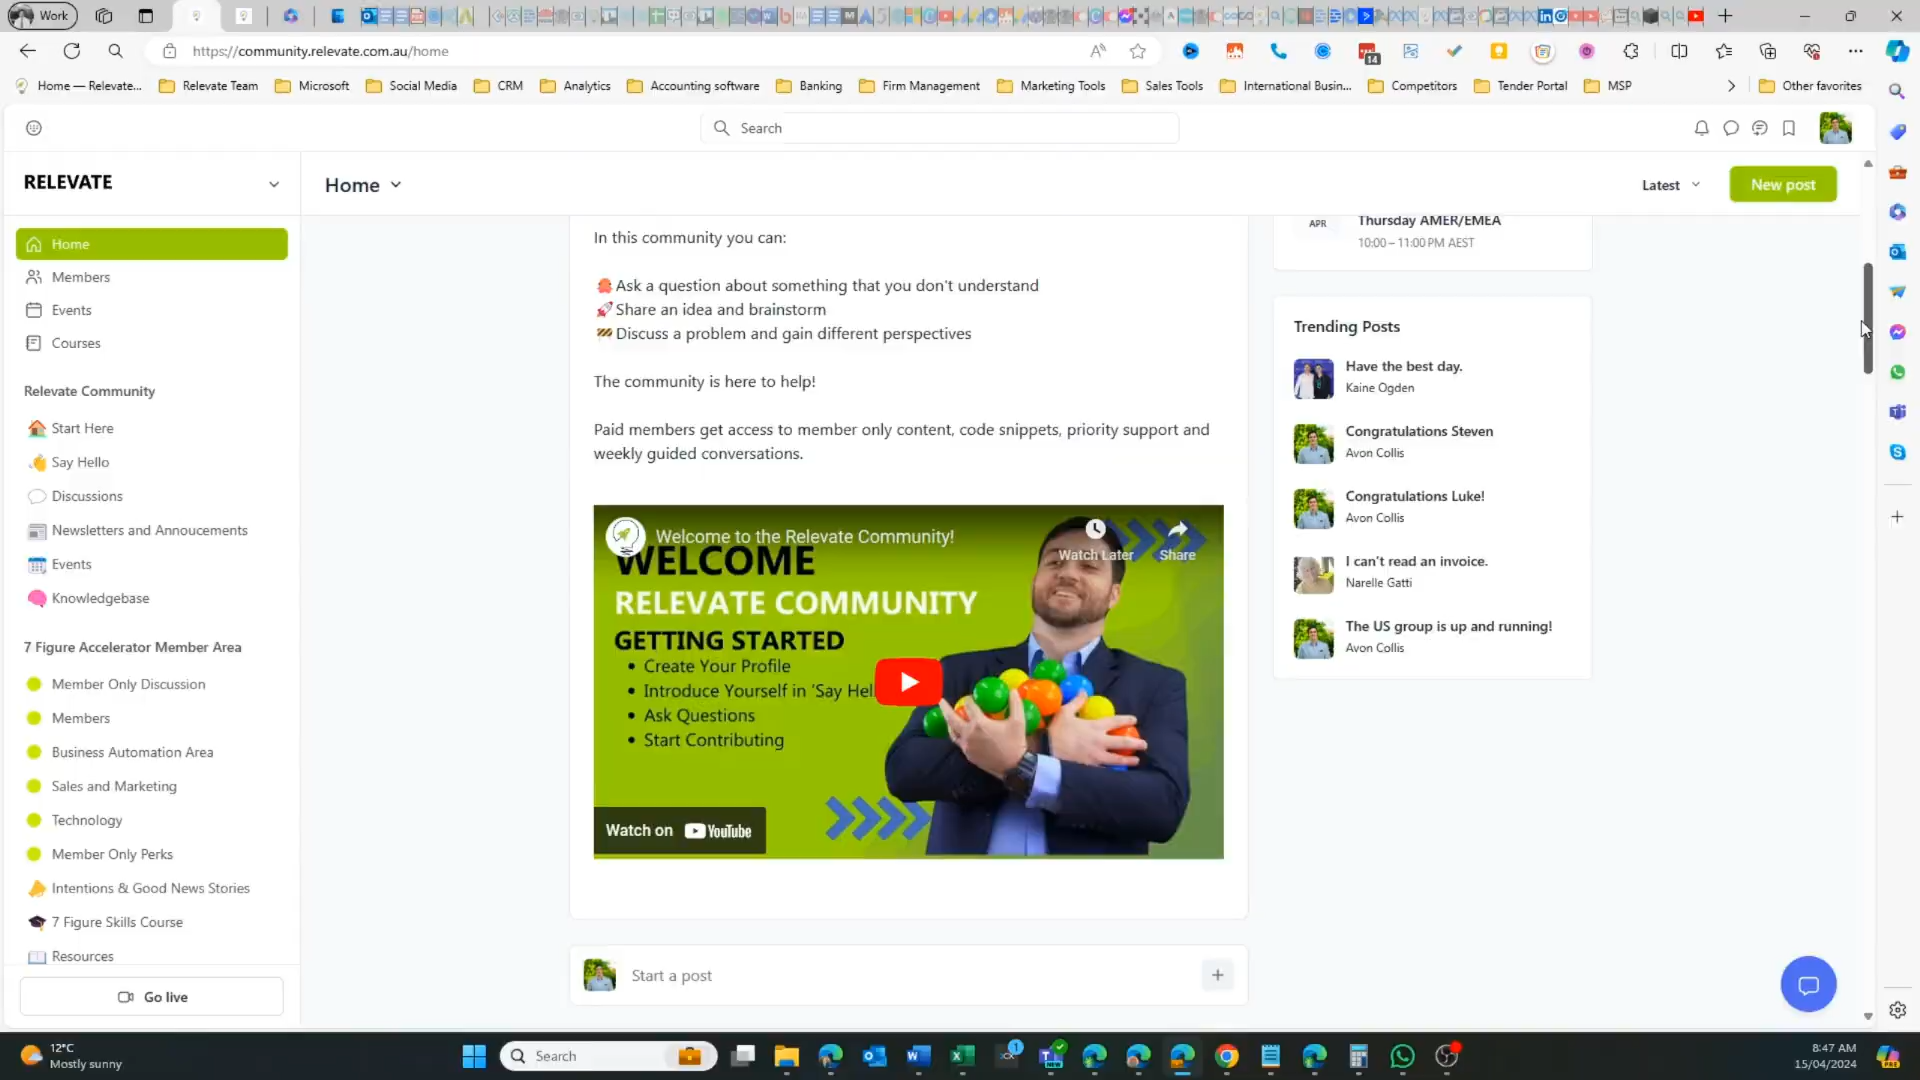 Work
https://community.relevate.com.au/home
14
Home — Relevate...
Relevate Team
Microsoft
Social Media
CRM
Analytics
Accounting software
Banking
Firm Management
Marketing Tools
Sales Tools
International Busin...
Competitors
Tender Portal
MSP
Other favorites
Search
RELEVATE
Home
Latest
New post
Home
Members
Events
Courses
Relevate Community
Start Here
Say Hello
Discussions
Newsletters and Annoucements
Events
Knowledgebase
7 Figure Accelerator Member Area
Member Only Discussion
Members
Business Automation Area
Sales and Marketing
Technology
Member Only Perks
Intentions & Good News Stories
7 Figure Skills Course
Resources
Go live
In this community you can:
Ask a question about something that you don't understand
Share an idea and brainstorm
Discuss a problem and gain different perspectives
The community is here to help!
Paid members get access to member only content, code snippets, priority support and
weekly guided conversations.
Welcome to the Relevate Community!
Watch Later
Share
WELCOME
RELEVATE COMMUNITY
GETTING STARTED
• Create Your Profile
• Introduce Yourself in 'Say Hel
• Ask Questions
• Start Contributing
Watch on YouTube
Start a post
APR
Thursday AMER/EMEA
10:00 – 11:00 PM AEST
Trending Posts
Have the best day.
Kaine Ogden
Congratulations Steven
Avon Collis
Congratulations Luke!
Avon Collis
I can't read an invoice.
Narelle Gatti
The US group is up and running!
Avon Collis
12°C
Mostly sunny
Search
1
NEW
8:47 AM
15/04/2024
PRE